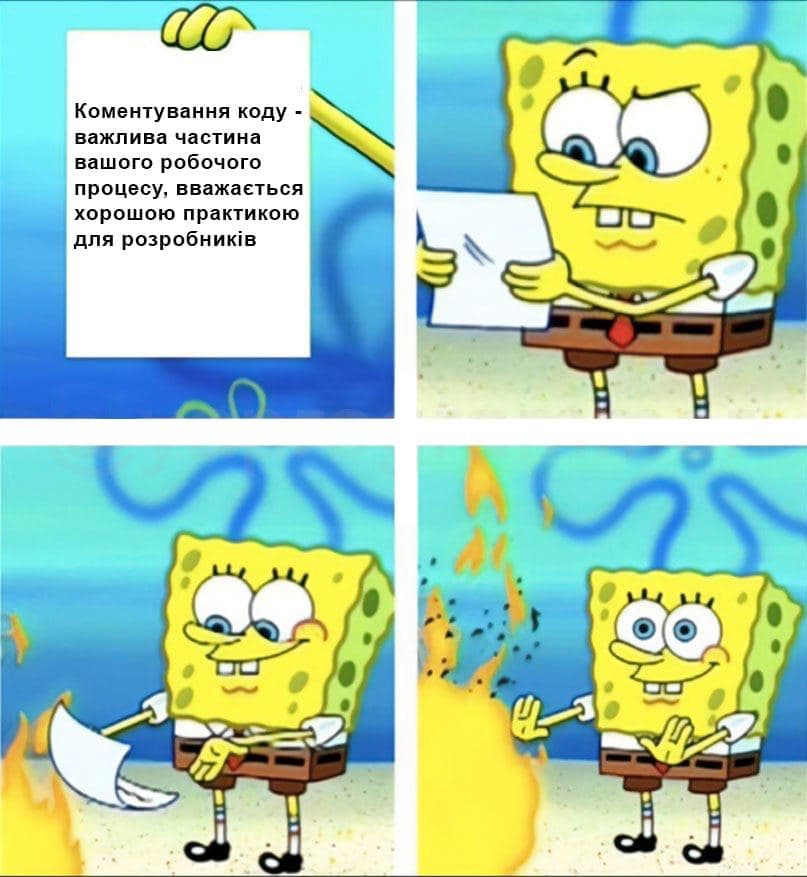 Коментування коду -
важлива частина
вашого робочого
процесу, вважається
хорошою практикою
для розробників